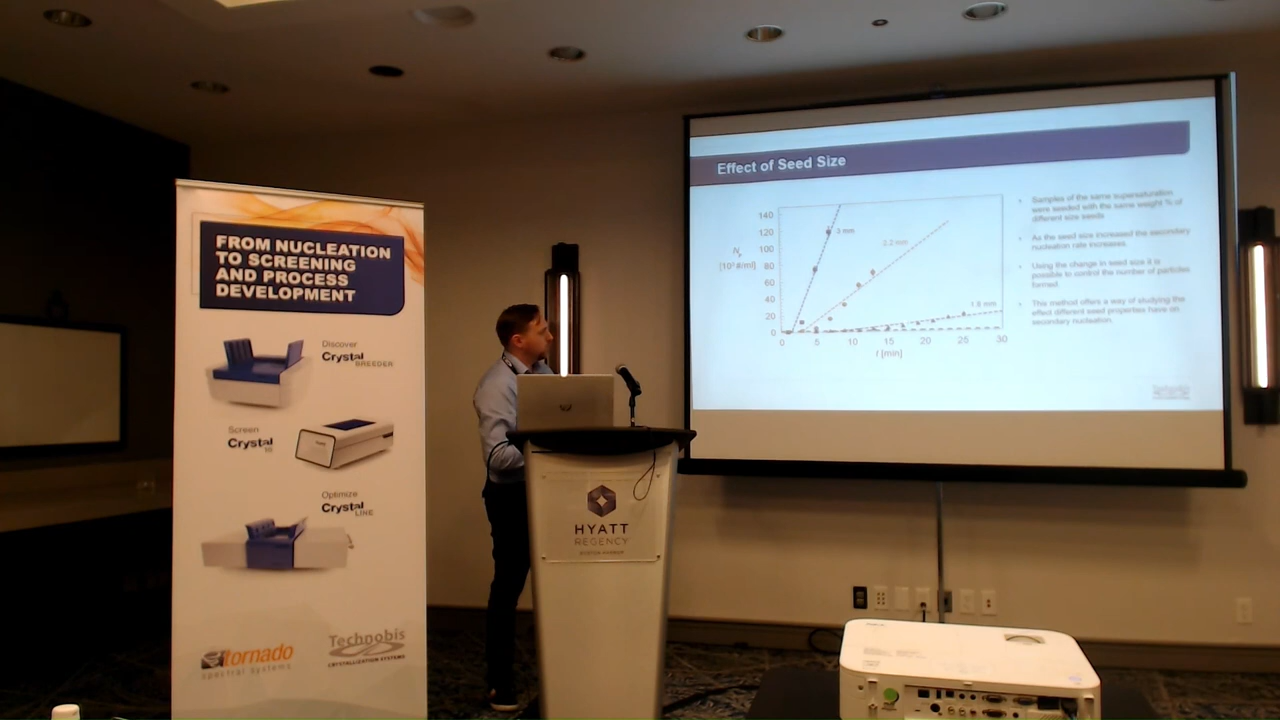 FROM NUCLEATION
TO SCREENING
AND PROCESS
DEVELOPMENT
Discover
Crystal
BREEDER
Screen
Crystal
16
Optimize
Crystal
LINE
tornado
spectral systems
Technobis
CRYSTALLIZATION SYSTEMS
HYATT
REGENCY
BOSTON HARBOR
Effect of Seed Size
140
120
100
80
60
40
20
0
0 5 10 15 20 25 30
t [min]
3 mm
2.2 mm
1.8 mm
Samples of the same supersaturation
were seeded with the same weight % of
different size seeds.
As the seed size increased the secondary
nucleation rate increases.
Using the change in seed size it is
possible to control the number of particles
formed.
This method offers a way of studying the
effect different seed properties have on
secondary nucleation.
Technobis